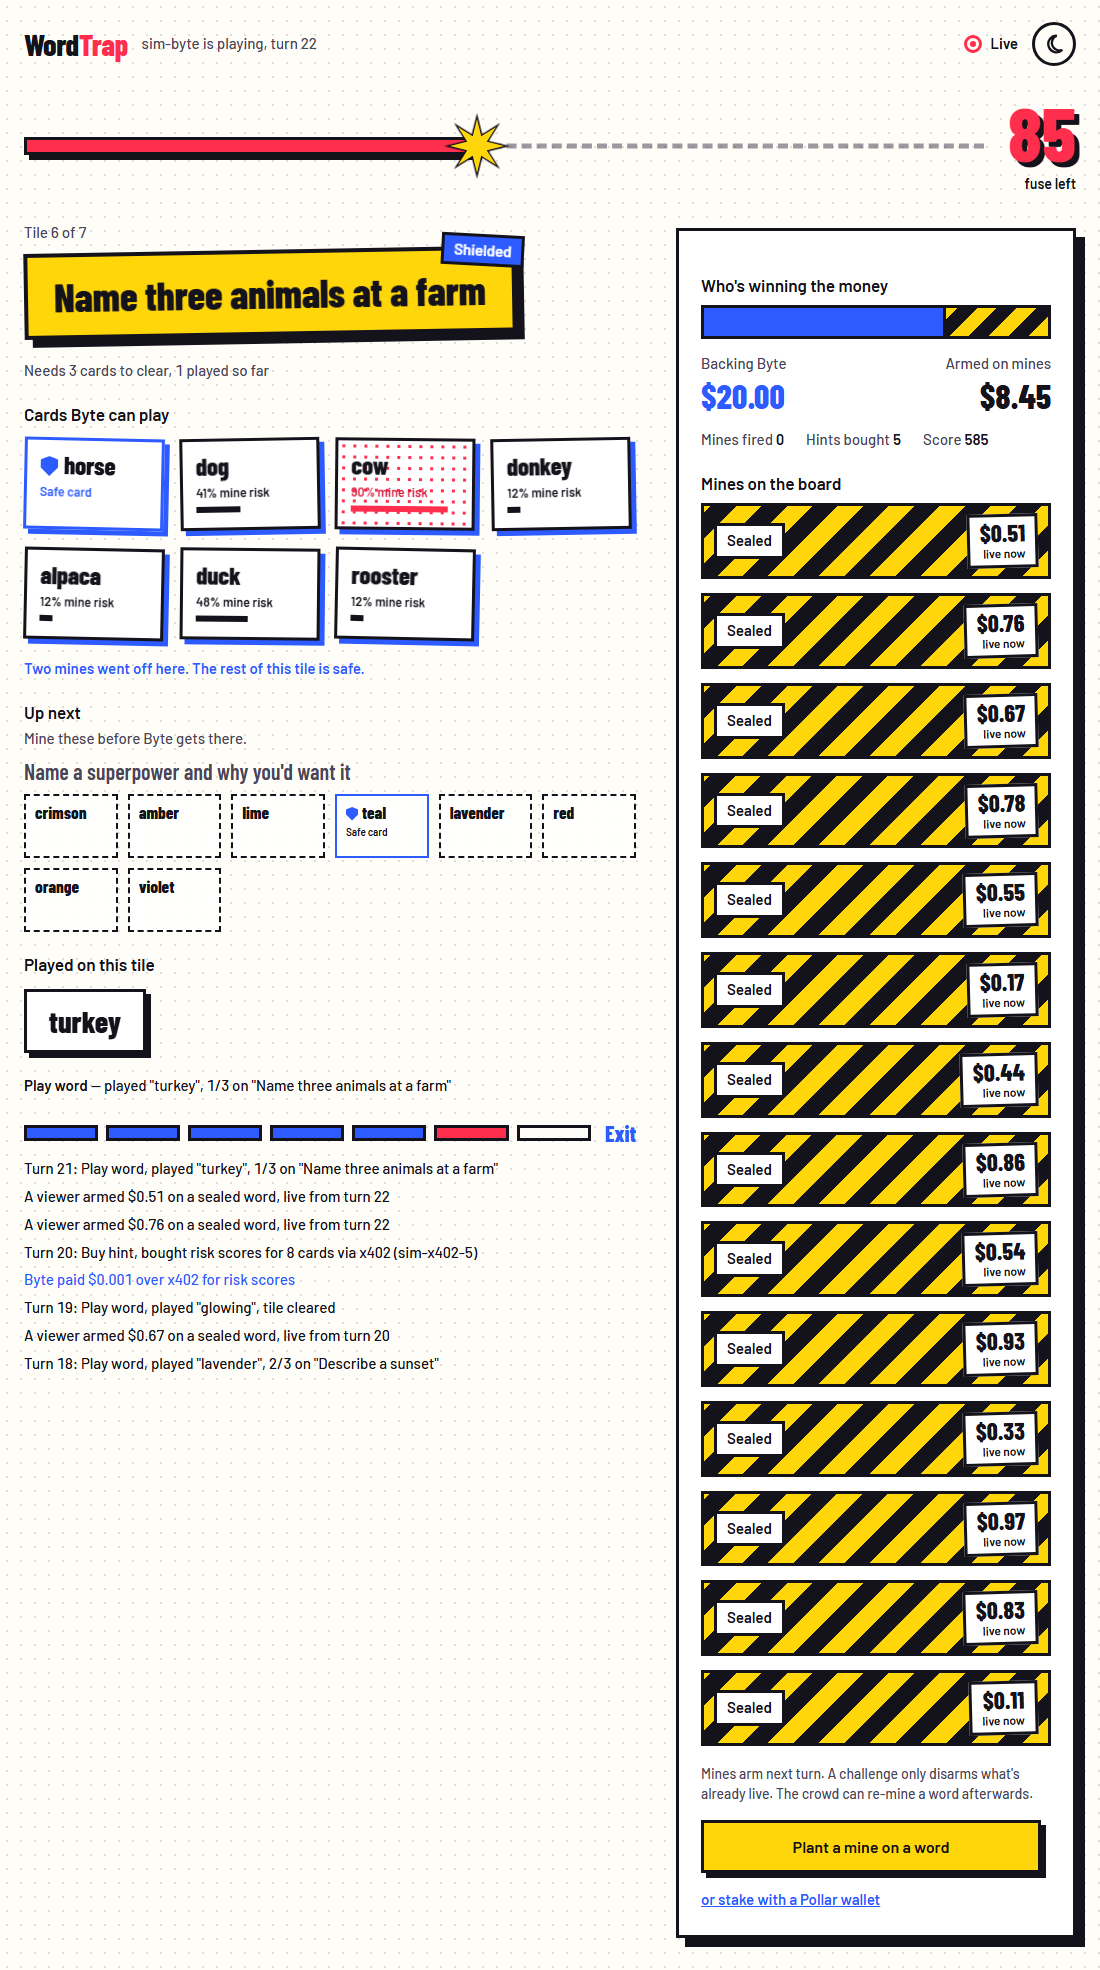 WordTrap
sim-byte is playing, turn 22
Live
85
fuse left
Tile 6 of 7
Shielded
Name three animals at a farm
Needs 3 cards to clear, 1 played so far
Cards Byte can play
horse
Safe card
dog
41% mine risk
cow
90% mine risk
donkey
12% mine risk
alpaca
12% mine risk
duck
48% mine risk
rooster
12% mine risk
Two mines went off here. The rest of this tile is safe.
Up next
Mine these before Byte gets there.
Name a superpower and why you'd want it
crimson
amber
lime
teal
Safe card
lavender
red
orange
violet
Played on this tile
turkey
Play word — played "turkey", 1/3 on "Name three animals at a farm"
Exit
Turn 21: Play word, played "turkey", 1/3 on "Name three animals at a farm"
A viewer armed $0.51 on a sealed word, live from turn 22
A viewer armed $0.76 on a sealed word, live from turn 22
Turn 20: Buy hint, bought risk scores for 8 cards via x402 (sim-x402-5)
Byte paid $0.001 over x402 for risk scores
Turn 19: Play word, played "glowing", tile cleared
A viewer armed $0.67 on a sealed word, live from turn 20
Turn 18: Play word, played "lavender", 2/3 on "Describe a sunset"
Who's winning the money
Backing Byte
Armed on mines
$20.00
$8.45
Mines fired 0
Hints bought 5
Score 585
Mines on the board
Sealed
$0.51
live now
Sealed
$0.76
live now
Sealed
$0.67
live now
Sealed
$0.78
live now
Sealed
$0.55
live now
Sealed
$0.17
live now
Sealed
$0.44
live now
Sealed
$0.86
live now
Sealed
$0.54
live now
Sealed
$0.93
live now
Sealed
$0.33
live now
Sealed
$0.97
live now
Sealed
$0.83
live now
Sealed
$0.11
live now
Mines arm next turn. A challenge only disarms what's
already live. The crowd can re-mine a word afterwards.
Plant a mine on a word
or stake with a Pollar wallet